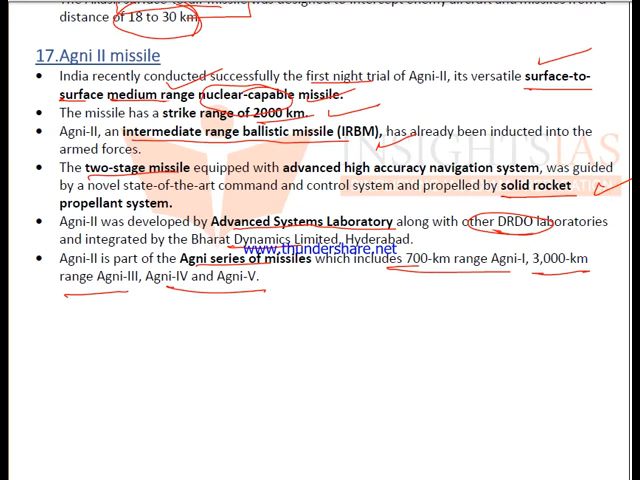 distance of 18 to 30 km.
17.Agni II missile
• India recently conducted successfully the first night trial of Agni-II, its versatile surface-to-
surface medium range nuclear-capable missile.
• The missile has a strike range of 2000 km.
• Agni-II, an intermediate range ballistic missile (IRBM), has already been inducted into the
armed forces.
• The two-stage missile equipped with advanced high accuracy navigation system, was guided
by a novel state-of-the-art command and control system and propelled by solid rocket
propellant system.
• Agni-II was developed by Advanced Systems Laboratory along with other DRDO laboratories
and integrated by the Bharat Dynamics Limited, Hyderabad.
www.thundershare.net
• Agni-II is part of the Agni series of missiles which includes 700-km range Agni-I, 3,000-km
range Agni-III, Agni-IV and Agni-V.
INSIGHTSIAS